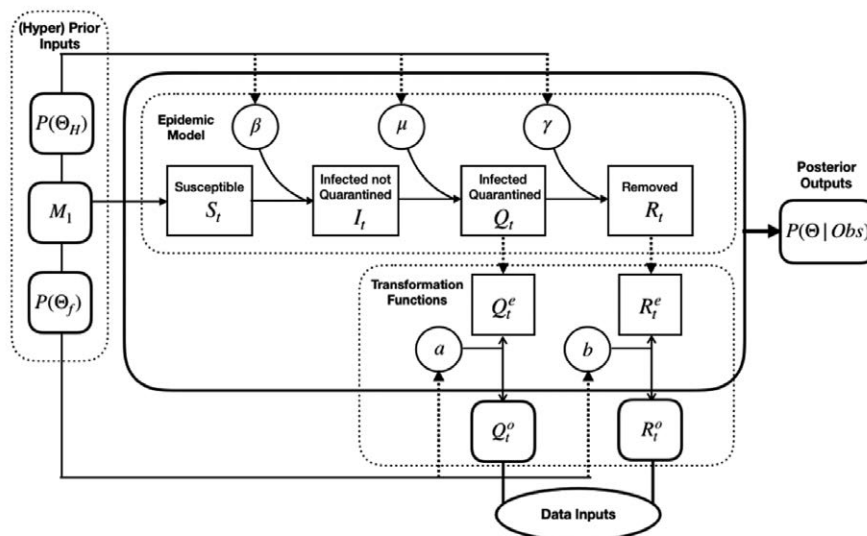 (Hyper) Prior
Inputs
P(Θ_H)
M_1
P(Θ_f)
Epidemic
Model
β
μ
γ
Susceptible
S_t
Infected not
Quarantined
I_t
Infected
Quarantined
Q_t
Removed
R_t
Posterior
Outputs
P(Θ | Obs)
Transformation
Functions
Q_t^e
R_t^e
a
b
Q_t^o
R_t^o
Data Inputs